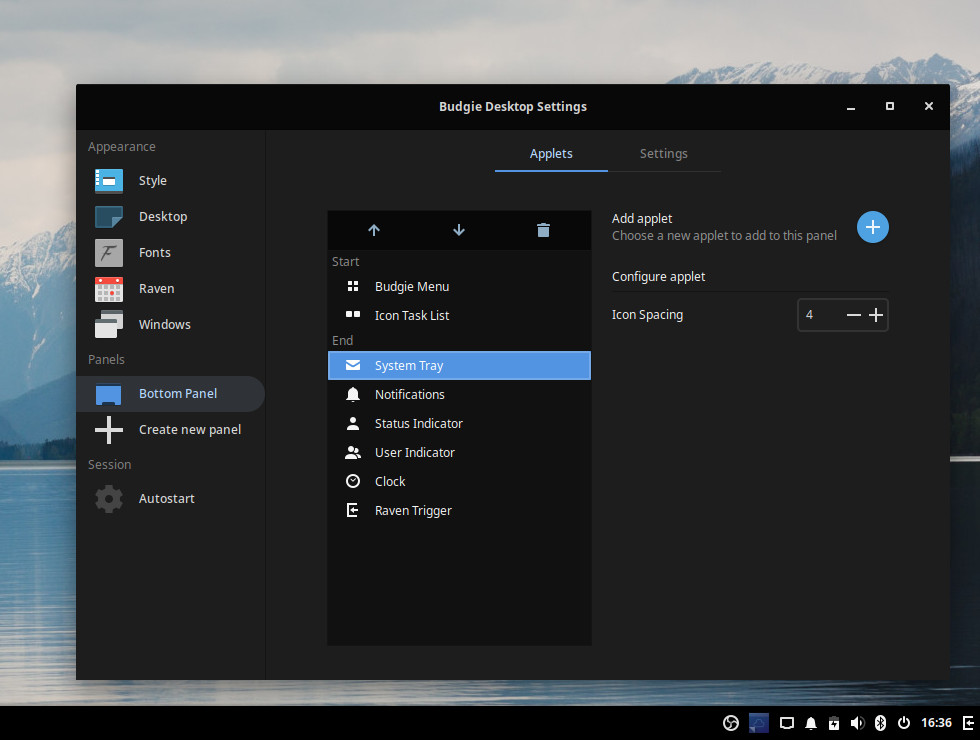 Budgie Desktop Settings
Appearance
Style
Desktop
Fonts
Raven
Windows
Panels
Bottom Panel
Create new panel
Session
Autostart
Applets
Settings
Start
Budgie Menu
Icon Task List
End
System Tray
Notifications
Status Indicator
User Indicator
Clock
Raven Trigger
Add applet
Choose a new applet to add to this panel
Configure applet
Icon Spacing
4
16:36